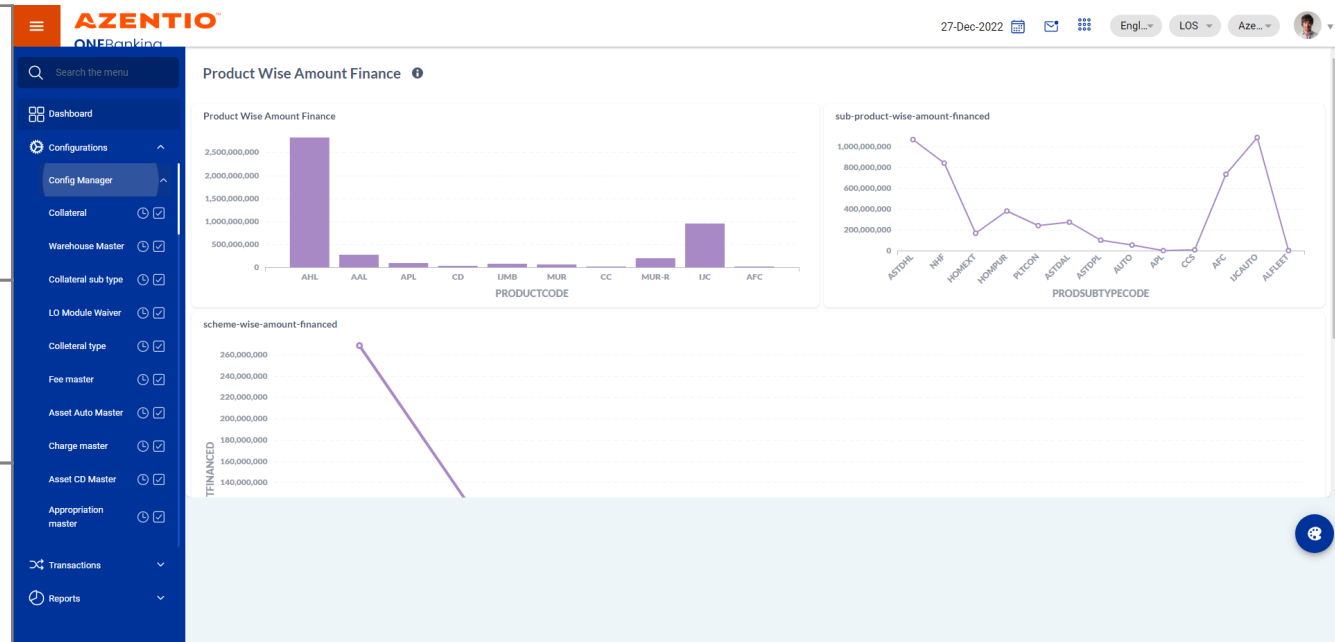 AZENTIO
ONEBanking
27-Dec-2022
Engl...
LOS
Aze...
Search the menu
Dashboard
Configurations
Config Manager
Collateral
Warehouse Master
Collateral sub type
LO Module Waiver
Colleteral type
Fee master
Asset Auto Master
Charge master
Asset CD Master
Appropriation
master
Transactions
Reports
Product Wise Amount Finance
Product Wise Amount Finance
2,500,000,000
2,000,000,000
1,500,000,000
1,000,000,000
500,000,000
0
AHL AAL APL CD IJMB MUR CC MUR-R IJC AFC
PRODUCTCODE
sub-product-wise-amount-financed
1,000,000,000
800,000,000
600,000,000
400,000,000
200,000,000
0
ASTDHL NHF HOMEXT HOMPUR PLTCON ASTDAL ASTDPL AUTO APL CCS AFC IJCAUTO ALFLEET
PRODSUBTYPECODE
scheme-wise-amount-financed
260,000,000
240,000,000
220,000,000
200,000,000
180,000,000
160,000,000
140,000,000
TFINANCED